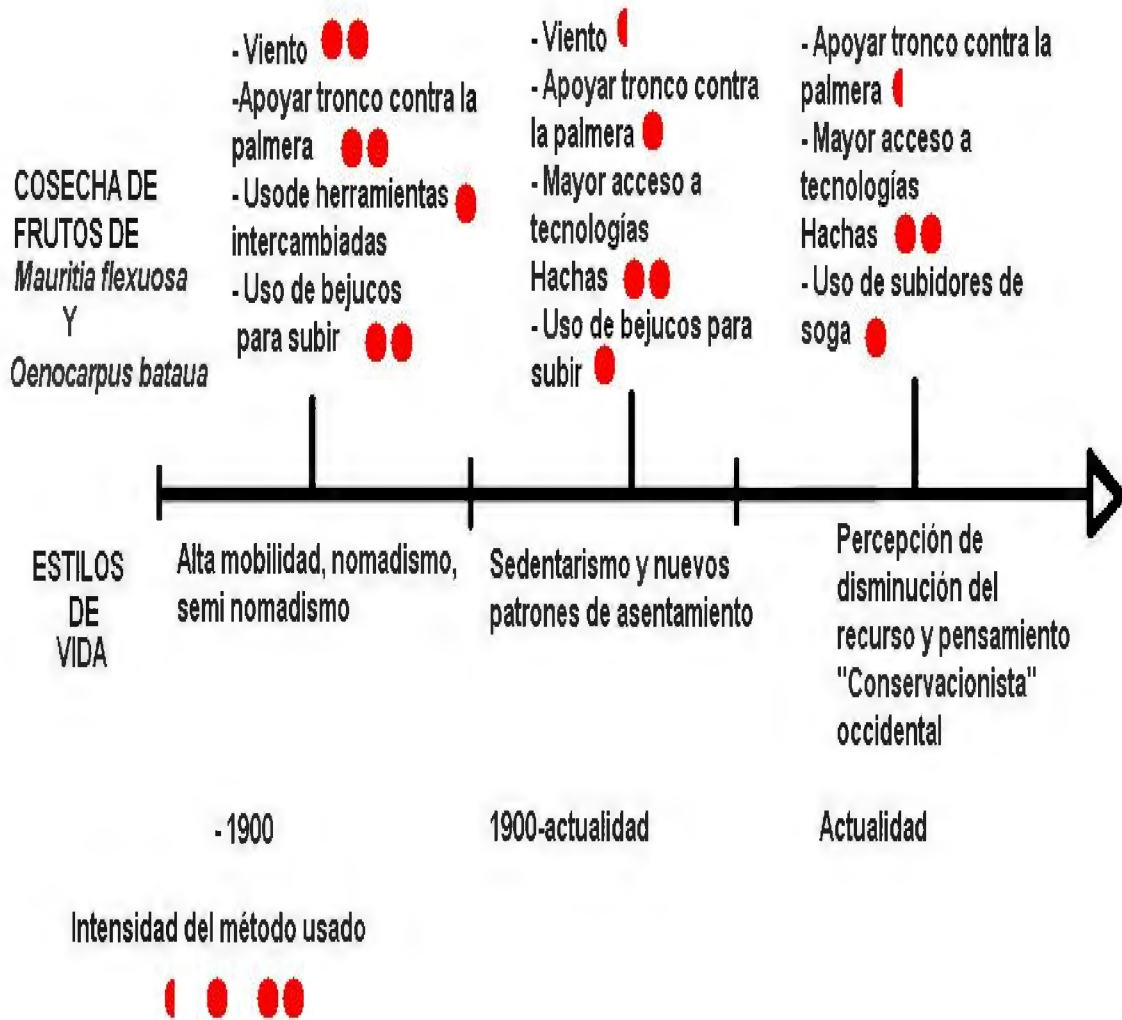 COSECHA DE
FRUTOS DE
Mauritia flexuosa
Y
Oenocarpus bataua
- Viento
-Apoyar tronco contra la
palmera
- Usode herramientas
intercambiadas
- Uso de bejucos
para subir
- Viento
- Apoyar tronco contra
la palmera
- Mayor acceso a
tecnologías
Hachas
- Uso de bejucos para
subir
- Apoyar tronco contra la
palmera
- Mayor acceso a
tecnologías
Hachas
- Uso de subidores de
soga
ESTILOS
DE
VIDA
Alta mobilidad, nomadismo,
semi nomadismo
Sedentarismo y nuevos
patrones de asentamiento
Percepción de
disminución del
recurso y pensamiento
"Conservacionista"
occidental
- 1900
1900-actualidad
Actualidad
Intensidad del método usado